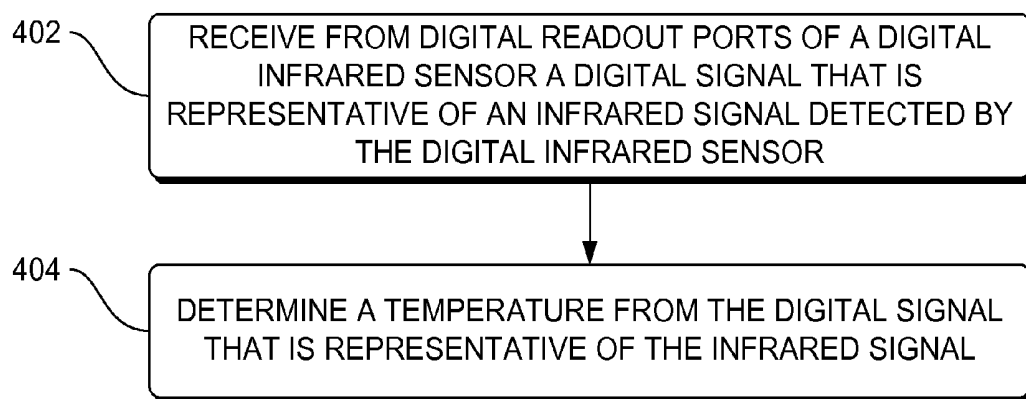 402
RECEIVE FROM DIGITAL READOUT PORTS OF A DIGITAL
INFRARED SENSOR A DIGITAL SIGNAL THAT IS
REPRESENTATIVE OF AN INFRARED SIGNAL DETECTED BY
THE DIGITAL INFRARED SENSOR
404
DETERMINE A TEMPERATURE FROM THE DIGITAL SIGNAL
THAT IS REPRESENTATIVE OF THE INFRARED SIGNAL